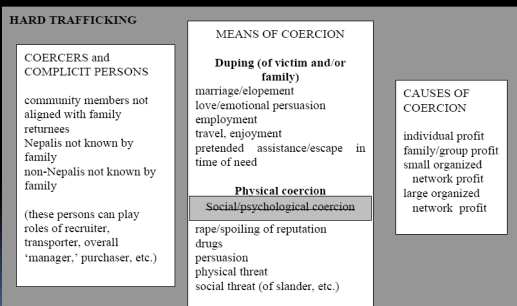 HARD TRAFFICKING
COERCERS and
COMPLICIT PERSONS
community members not
aligned with family
returnees
Nepalis not known by
family
non-Nepalis not known by
family
(these persons can play
roles of recruiter,
transporter, overall
‘manager,’ purchaser, etc.)
MEANS OF COERCION
Duping (of victim and/or
family)
marriage/elopement
love/emotional persuasion
employment
travel, enjoyment
pretended assistance/escape in
time of need
Physical coercion
Social/psychological coercion
rape/spoiling of reputation
drugs
persuasion
physical threat
social threat (of slander, etc.)
CAUSES OF
COERCION
individual profit
family/group profit
small organized
network profit
large organized
network profit